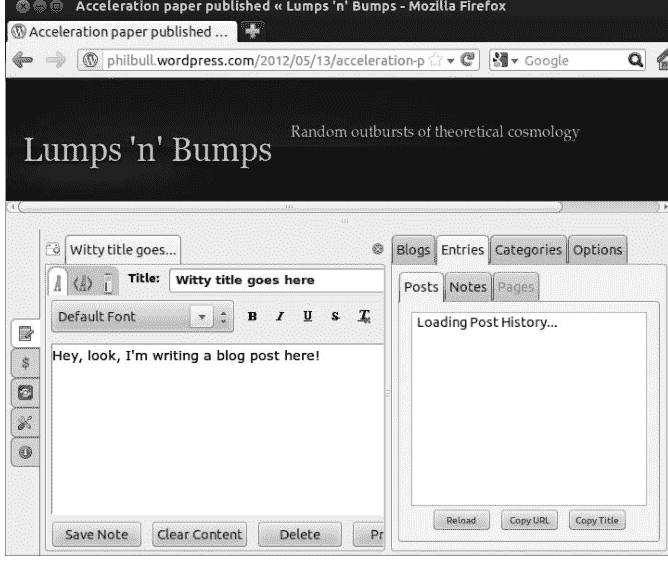 Acceleration paper published « Lumps 'n' Bumps - Mozilla Firefox
Acceleration paper published ...
philbull.wordpress.com/2012/05/13/acceleration-p
Google
Lumps 'n' Bumps
Random outbursts of theoretical cosmology
Witty title goes...
Title: Witty title goes here
Default Font
B I U S T
Hey, look, I'm writing a blog post here!
Save Note Clear Content Delete Pr
Blogs Entries Categories Options
Posts Notes Pages
Loading Post History...
Reload Copy URL Copy Title